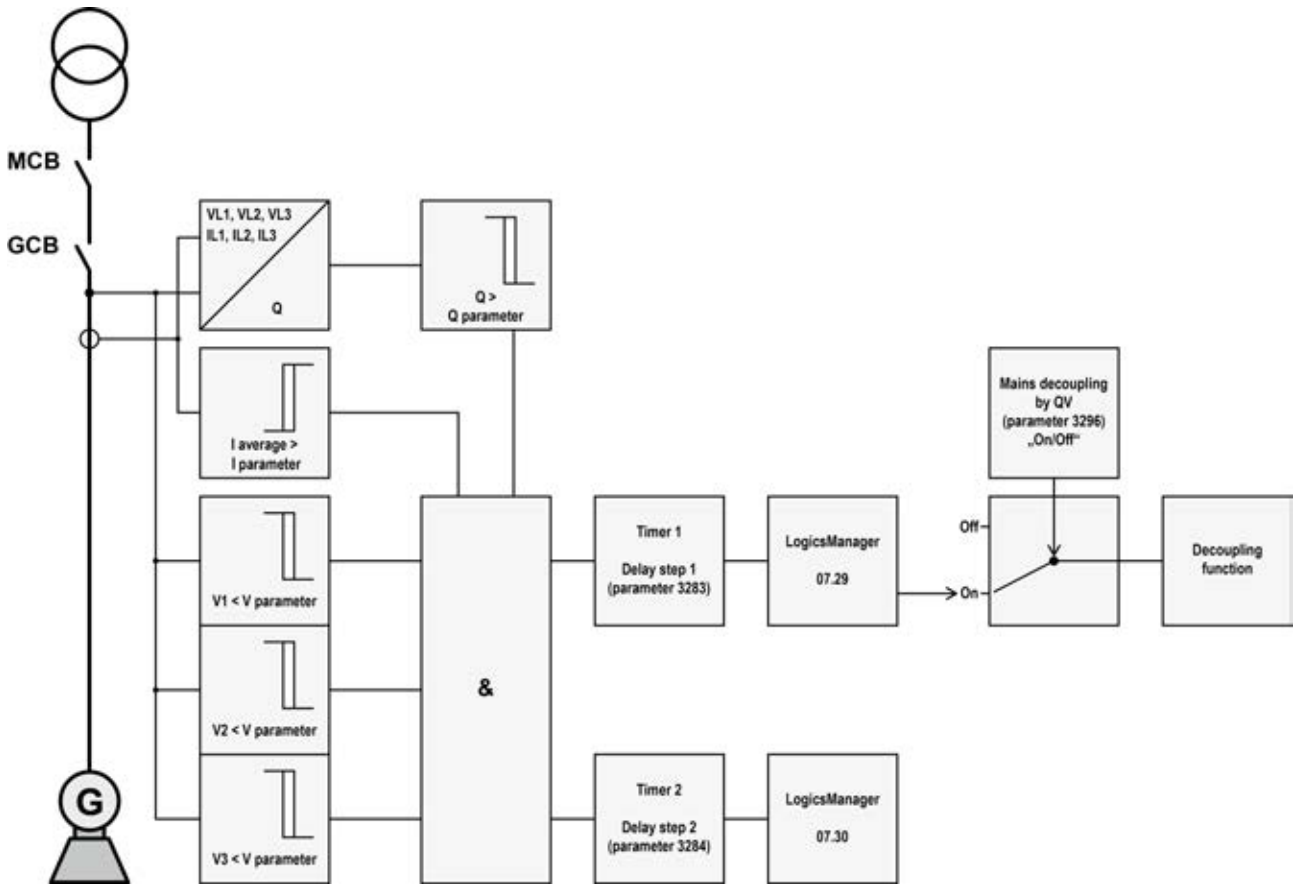 MCB
GCB
VL1, VL2, VL3
IL1, IL2, IL3
Q
Q >
Q parameter
I average >
I parameter
Mains decoupling
by QV
(parameter 3296)
„On/Off“
V1 < V parameter
V2 < V parameter
V3 < V parameter
&
Timer 1
Delay step 1
(parameter 3283)
LogicsManager
07.29
Off
On
Decoupling
function
Timer 2
Delay step 2
(parameter 3284)
LogicsManager
07.30
G